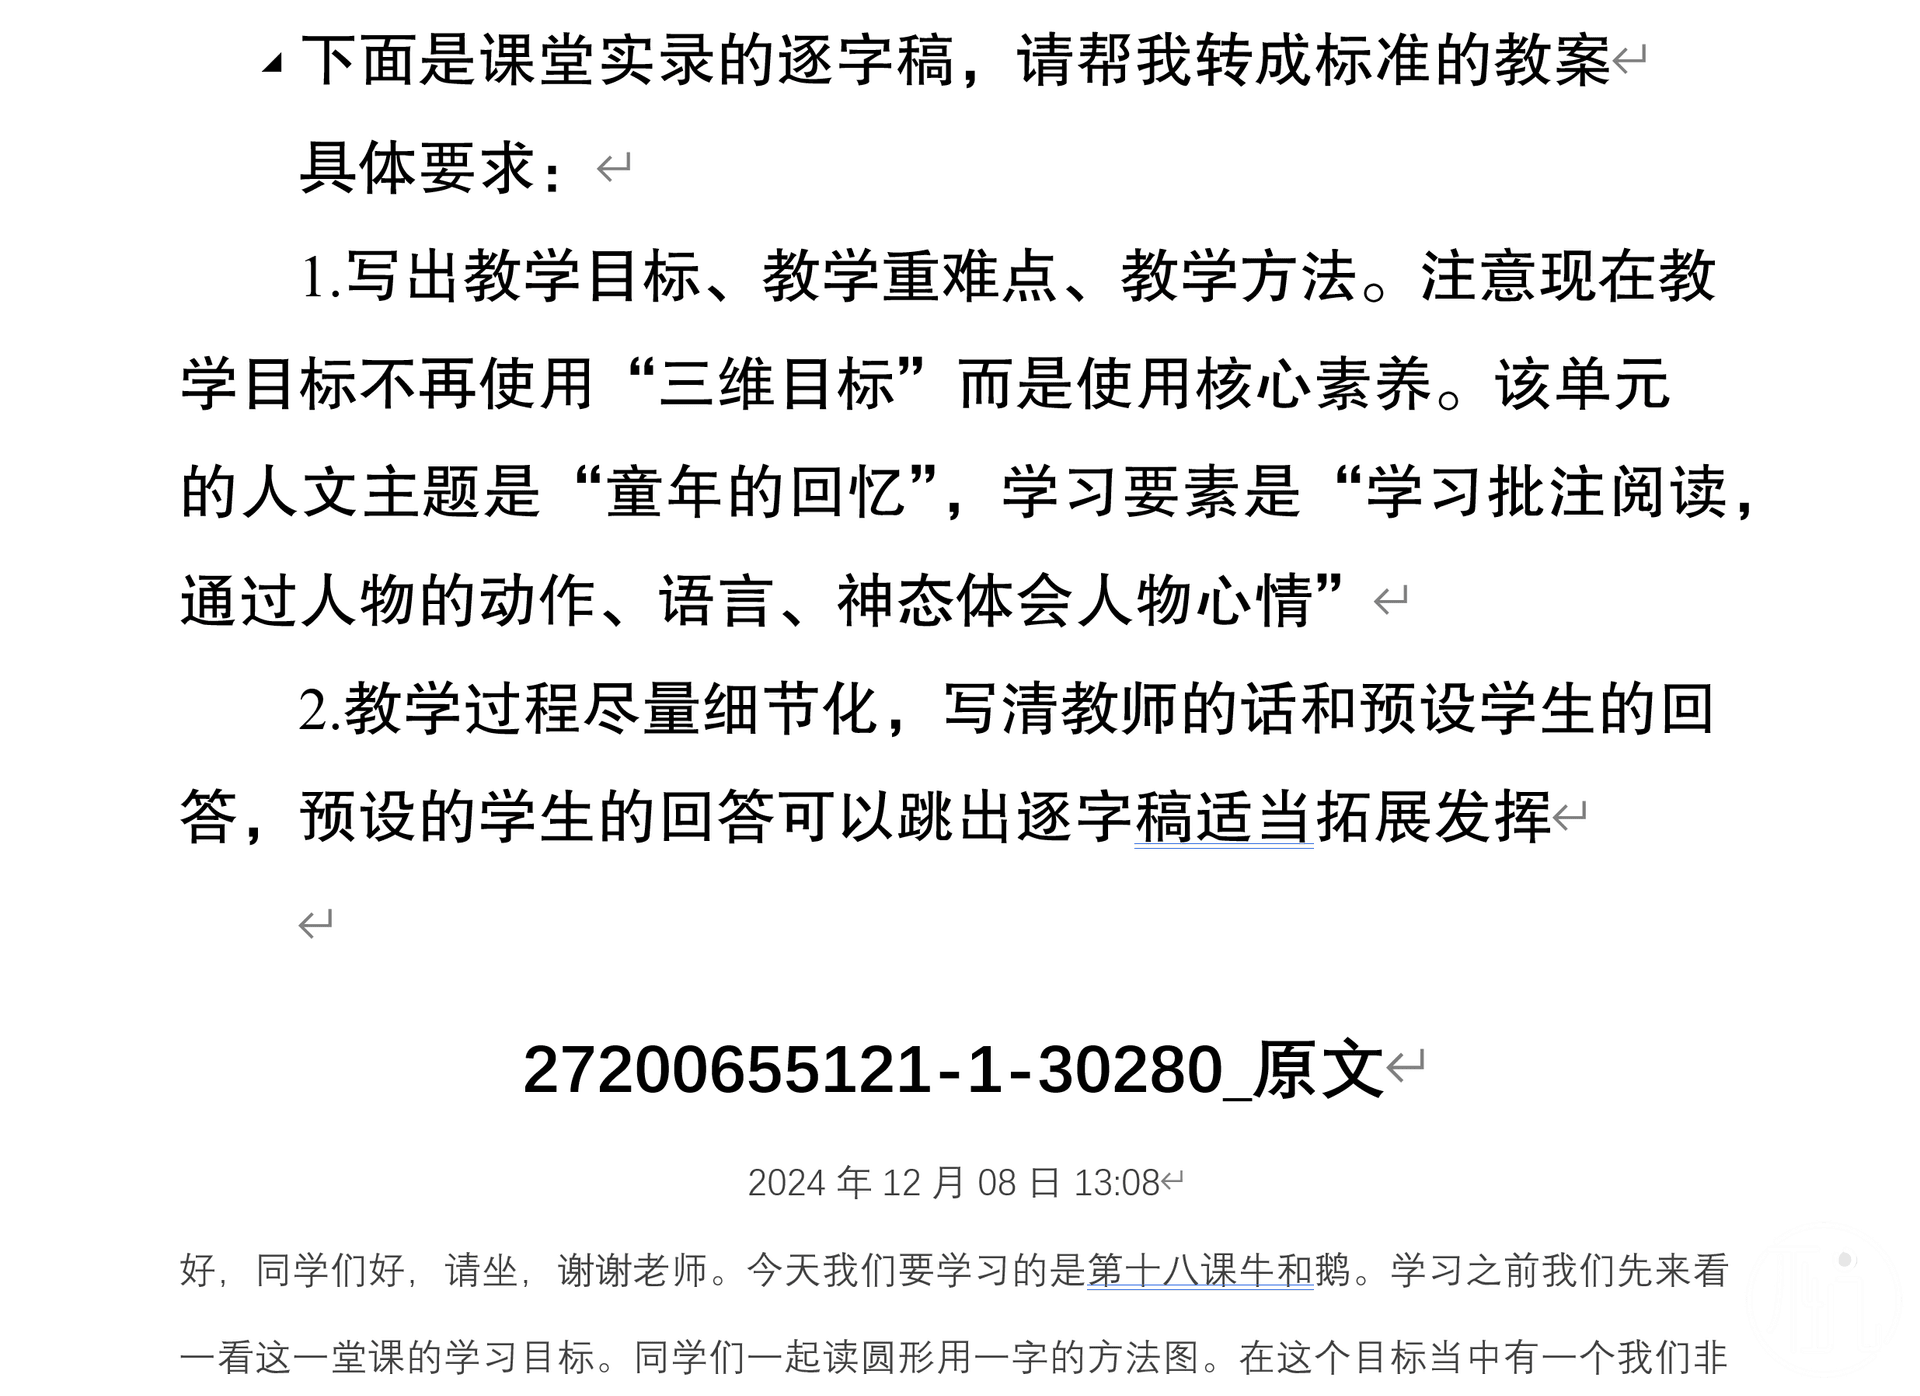 下面是课堂实录的逐字稿，请帮我转成标准的教案
具体要求：
1.写出教学目标、教学重难点、教学方法。注意现在教
学目标不再使用“三维目标”而是使用核心素养。该单元
的人文主题是“童年的回忆”，学习要素是“学习批注阅读，
通过人物的动作、语言、神态体会人物心情”
2.教学过程尽量细节化，写清教师的话和预设学生的回
答，预设的学生的回答可以跳出逐字稿适当拓展发挥
27200655121-1-30280_原文
2024 年 12 月 08 日 13:08
好，同学们好，请坐，谢谢老师。今天我们要学习的是第十八课牛和鹅。学习之前我们先来看
一看这一堂课的学习目标。同学们一起读圆形用一字的方法图。在这个目标当中有一个我们非